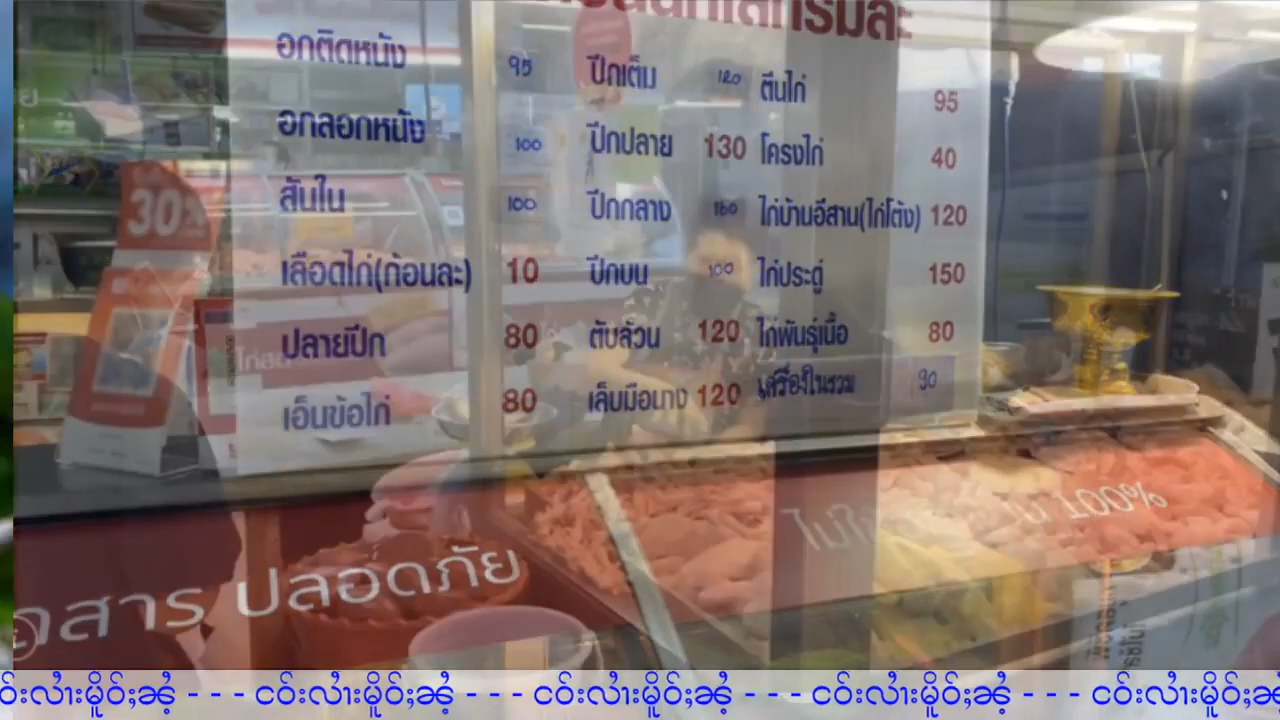 อกติดหนัง 95 ปีกเต็ม 120 ตีนไก่ 95
อกลอกหนัง 100 ปีกปลาย 130 โครงไก่ 40
สันใน 100 ปีกกลาง 160 ไก่บ้านอีสาน(ไก่โต้ง) 120
เลือดไก่(ก้อนละ) 10 ปีกบน 100 ไก่ประดู่ 150
ปลายปีก 80 ตับล้วน 120 ไก่พันธุ์เนื้อ 80
เอ็นข้อไก่ 80 เล็บมือนาง 120 เครื่องในรวม 90
30%
100%
สาร ปลอดภัย
ငဝ်းလၢႆးမိူဝ်ႈၼႆႉ - - - ငဝ်းလၢႆးမိူဝ်ႈၼႆႉ - - - ငဝ်းလၢႆးမိူဝ်ႈၼႆႉ - - - ငဝ်းလၢႆးမိူဝ်ႈၼႆႉ - - -